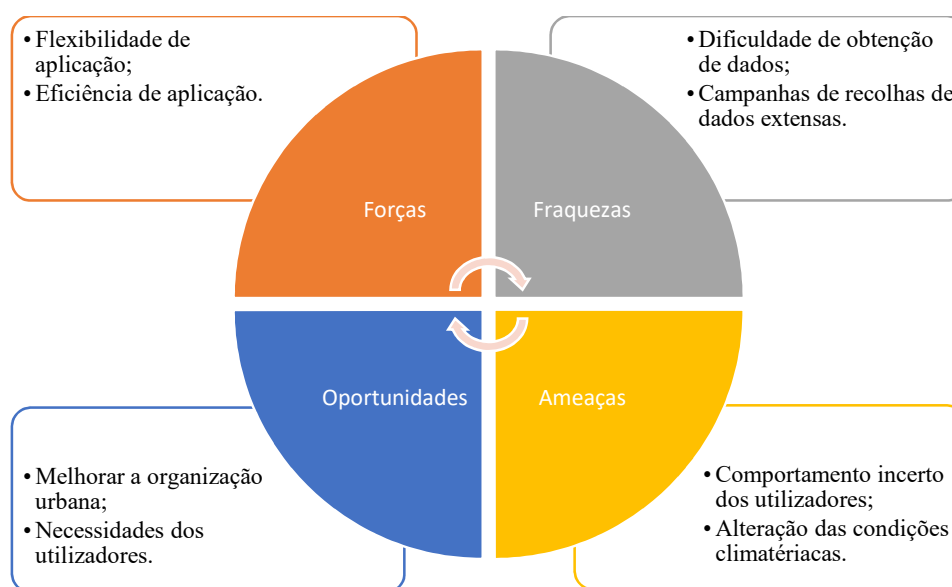 • Flexibilidade de
aplicação;
• Eficiência de aplicação.
• Dificuldade de obtenção
de dados;
• Campanhas de recolhas de
dados extensas.
Forças
Fraquezas
Oportunidades
Ameaças
• Melhorar a organização
urbana;
• Necessidades dos
utilizadores.
• Comportamento incerto
dos utilizadores;
• Alteração das condições
climatériacas.